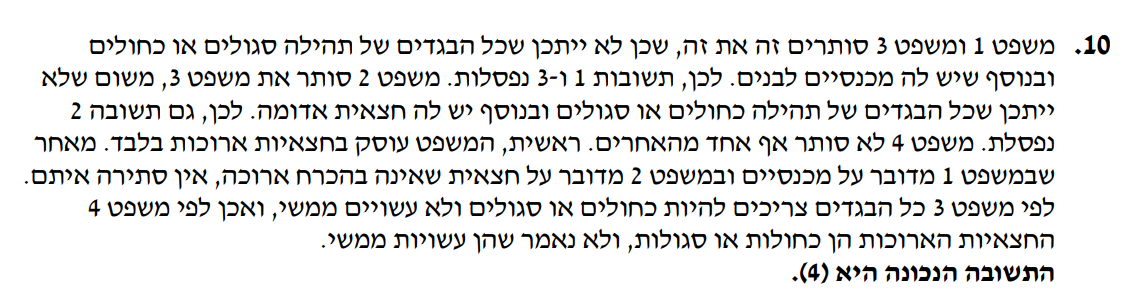 10. משפט 1 ומשפט 3 סותרים זה את זה, שכן לא ייתכן שכל הבגדים של תהילה סגולים או כחולים
ובנוסף שיש לה מכנסיים לבנים. לכן, תשובות 1 ו-3 נפסלות. משפט 2 סותר את משפט 3, משום שלא
ייתכן שכל הבגדים של תהילה כחולים או סגולים ובנוסף יש לה חצאית אדומה. לכן, גם תשובה 2
נפסלת. משפט 4 לא סותר אף אחד מהאחרים. ראשית, המשפט עוסק בחצאיות ארוכות בלבד. מאחר
שבמשפט 1 מדובר על מכנסיים ובמשפט 2 מדובר על חצאית שאינה בהכרח ארוכה, אין סתירה איתם.
לפי משפט 3 כל הבגדים צריכים להיות כחולים או סגולים ולא עשויים ממשי, ואכן לפי משפט 4
החצאיות הארוכות הן כחולות או סגולות, ולא נאמר שהן עשויות ממשי.
התשובה הנכונה היא (4).